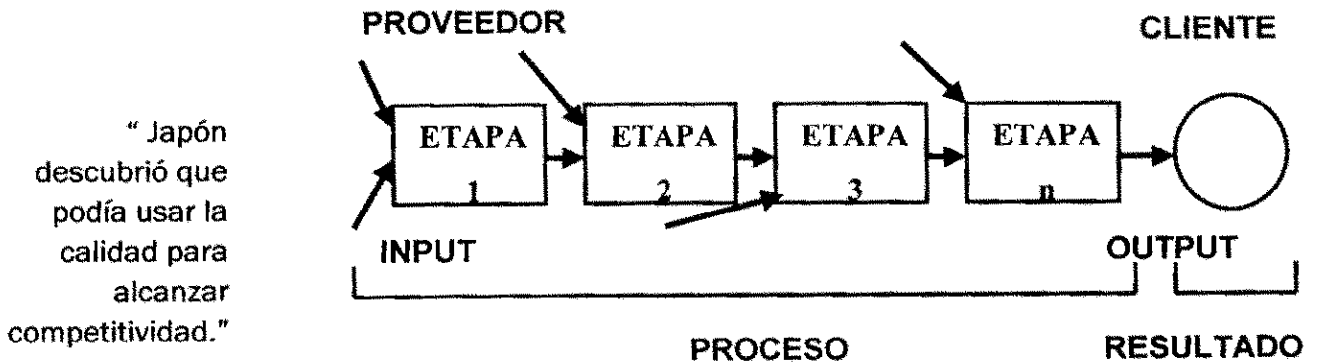 PROVEEDOR
CLIENTE
" Japón
descubrió que
podía usar la
calidad para
alcanzar
competitividad."
ETAPA
1
ETAPA
2
ETAPA
3
ETAPA
n
INPUT
OUTPUT
PROCESO
RESULTADO